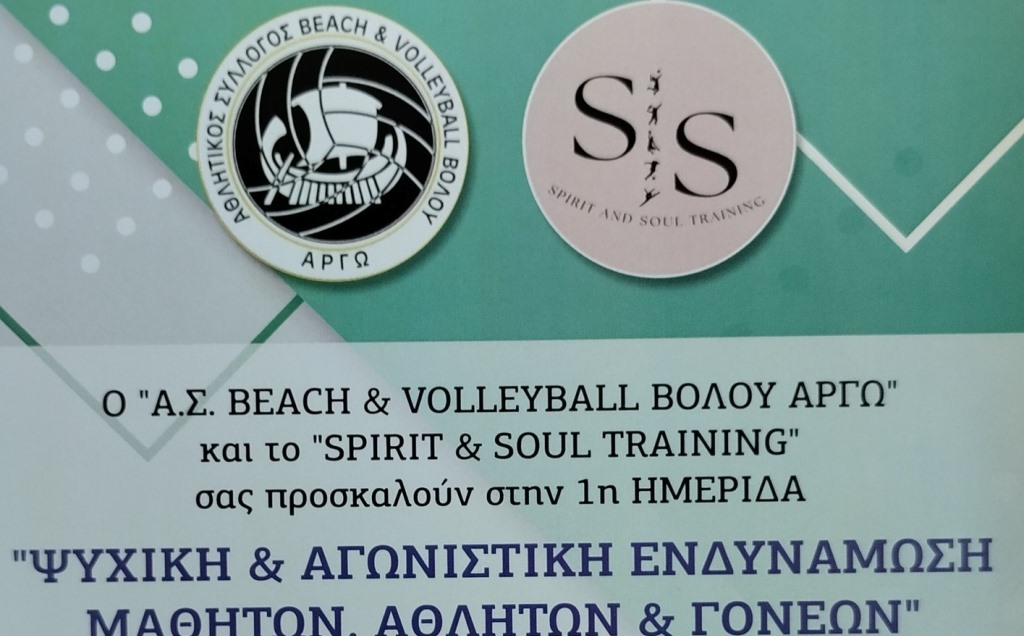 ΑΘΛΗΤΙΚΟΣ ΣΥΛΛΟΓΟΣ BEACH & VOLLEYBALL ΒΟΛΟΥ
ΑΡΓΩ
S S
SPIRIT AND SOUL TRAINING
Ο "Α.Σ. BEACH & VOLLEYBALL ΒΟΛΟΥ ΑΡΓΩ"
και το "SPIRIT & SOUL TRAINING"
σας προσκαλούν στην 1η ΗΜΕΡΙΔΑ
"ΨΥΧΙΚΗ & ΑΓΩΝΙΣΤΙΚΗ ΕΝΔΥΝΑΜΩΣΗ
ΜΑΘΗΤΩΝ, ΑΘΛΗΤΩΝ & ΓΟΝΕΩΝ"